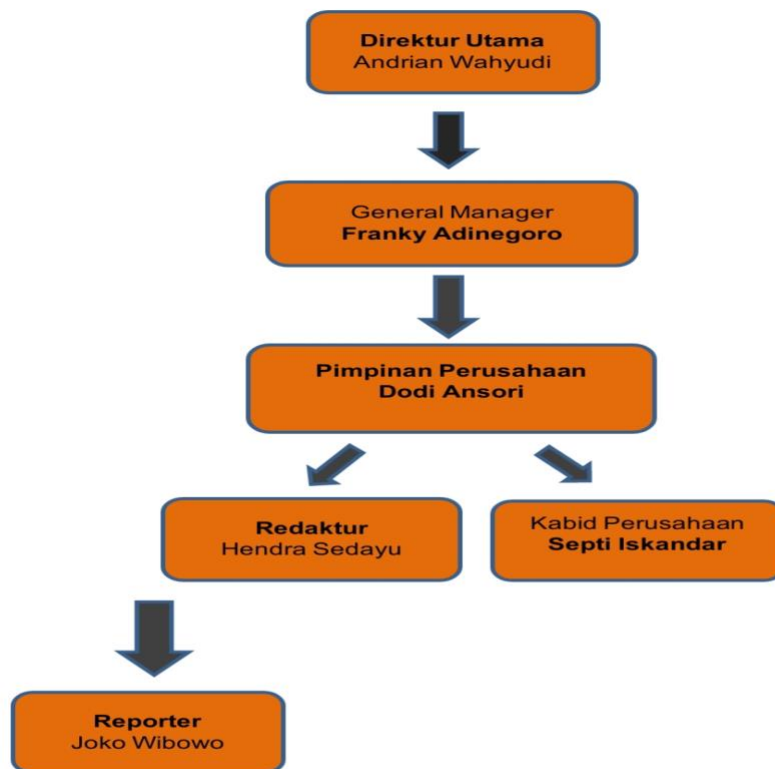 Direktur Utama
Andrian Wahyudi
General Manager
Franky Adinegoro
Pimpinan Perusahaan
Dodi Ansori
Redaktur
Hendra Sedayu
Kabid Perusahaan
Septi Iskandar
Reporter
Joko Wibowo